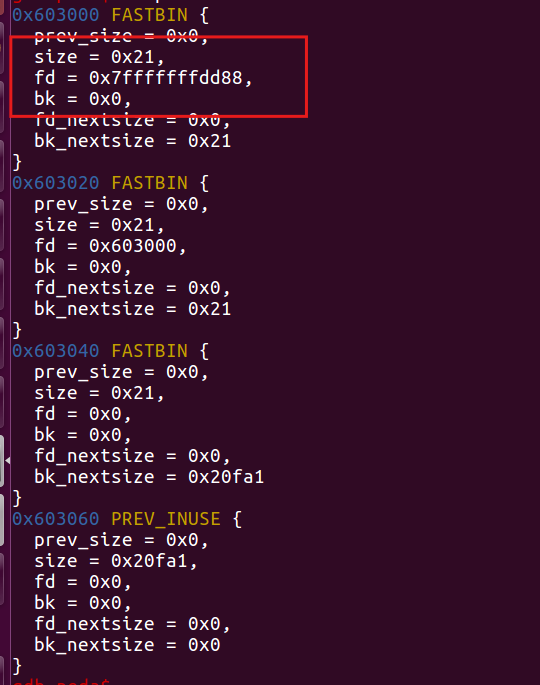 0x603000 FASTBIN {
  prev_size = 0x0,
  size = 0x21,
  fd = 0x7fffffffdd88,
  bk = 0x0,
  fd_nextsize = 0x0,
  bk_nextsize = 0x21
}
0x603020 FASTBIN {
  prev_size = 0x0,
  size = 0x21,
  fd = 0x603000,
  bk = 0x0,
  fd_nextsize = 0x0,
  bk_nextsize = 0x21
}
0x603040 FASTBIN {
  prev_size = 0x0,
  size = 0x21,
  fd = 0x0,
  bk = 0x0,
  fd_nextsize = 0x0,
  bk_nextsize = 0x20fa1
}
0x603060 PREV_INUSE {
  prev_size = 0x0,
  size = 0x20fa1,
  fd = 0x0,
  bk = 0x0,
  fd_nextsize = 0x0,
  bk_nextsize = 0x0
}